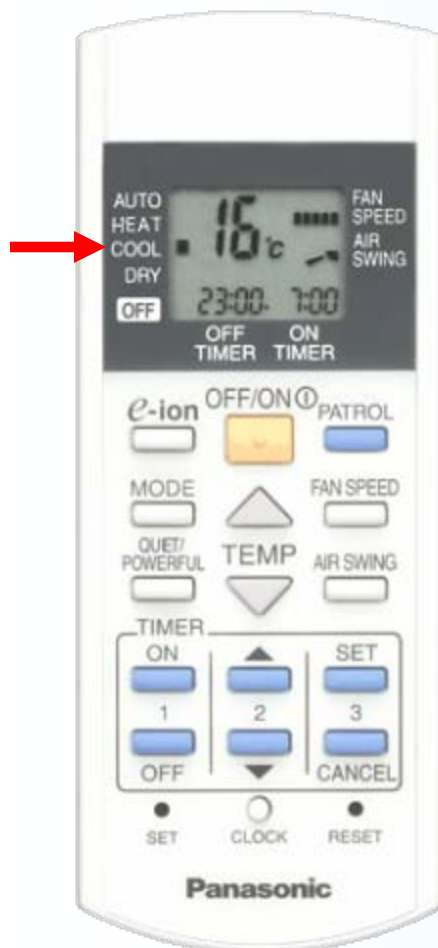 AUTO
HEAT
COOL
DRY
OFF
16°C
FAN
SPEED
AIR
SWING
23:00 7:00
OFF ON
TIMER TIMER
e-ion
OFF/ON
PATROL
MODE
FAN SPEED
QUIET/
POWERFUL
TEMP
AIR SWING
TIMER
ON
SET
1 2 3
OFF
CANCEL
SET CLOCK RESET
Panasonic